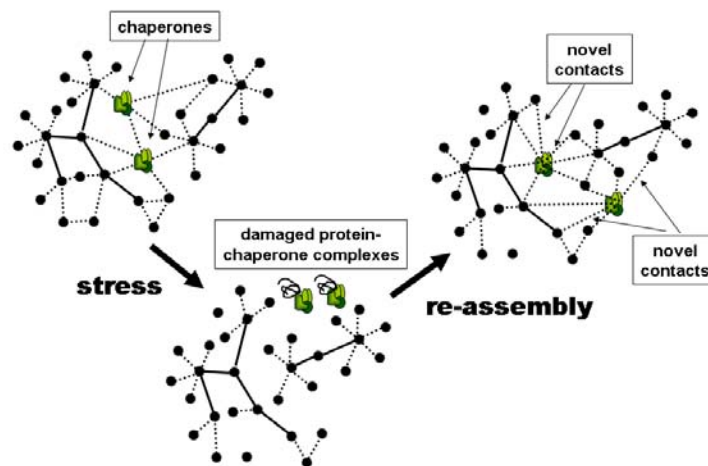 chaperones
novel
contacts
damaged protein-
chaperone complexes
stress
re-assembly
novel
contacts